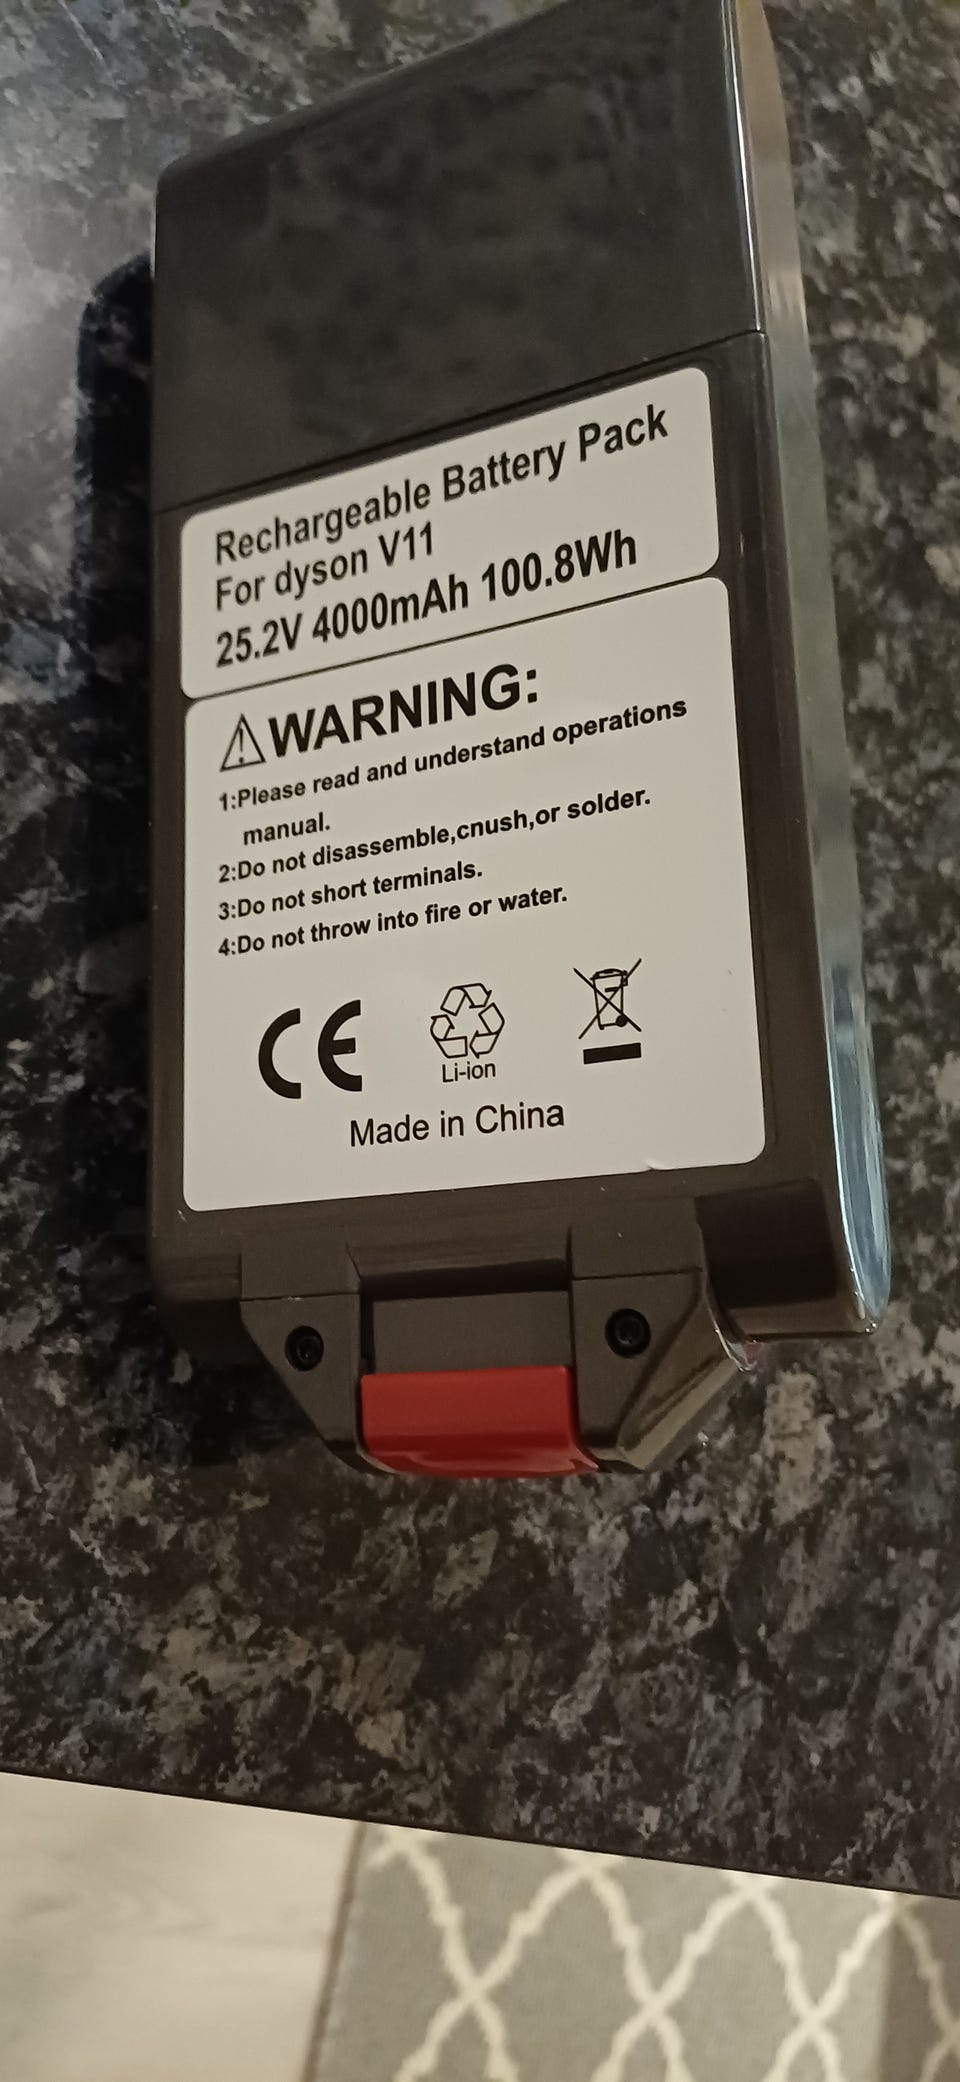 Rechargeable Battery Pack
For dyson V11
25.2V 4000mAh 100.8Wh
WARNING:
1:Please read and understand operations
manual.
2:Do not disassemble,cnush,or solder.
3:Do not short terminals.
4:Do not throw into fire or water.
CE
Li-ion
Made in China